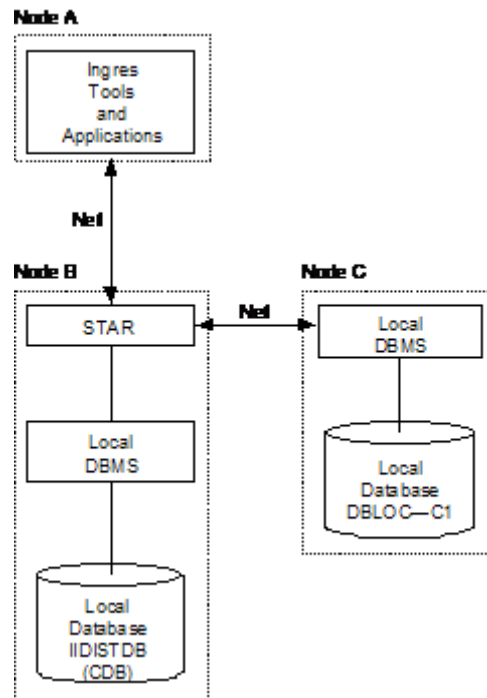 Node A
Ingres
Tools
and
Applications
Net
Node B
STAR
Net
Node C
Local
DBMS
Local
DBMS
Local
Database
DBLOC—C1
Local
Database
IIDISTDB
(CDB)